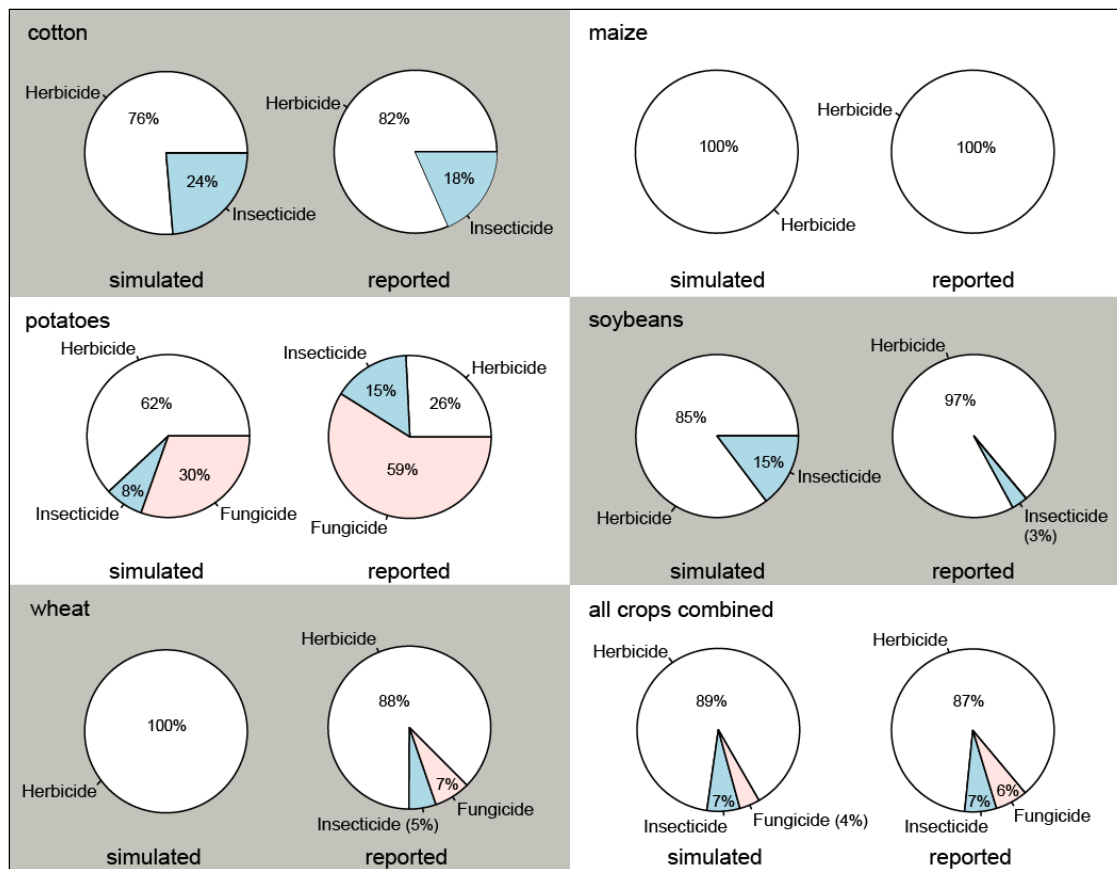 cotton
Herbicide
76%
24%
Insecticide
simulated
Herbicide
82%
18%
Insecticide
reported
maize
100%
Herbicide
simulated
Herbicide
100%
reported
potatoes
Herbicide
62%
8%
30%
Insecticide
Fungicide
simulated
Insecticide
Herbicide
15%
26%
59%
Fungicide
reported
soybeans
85%
15%
Insecticide
Herbicide
simulated
Herbicide
97%
Insecticide
(3%)
reported
wheat
100%
Herbicide
simulated
Herbicide
88%
7%
Fungicide
Insecticide (5%)
reported
all crops combined
Herbicide
89%
7%
Fungicide (4%)
Insecticide
simulated
Herbicide
87%
7%
6%
Fungicide
Insecticide
reported